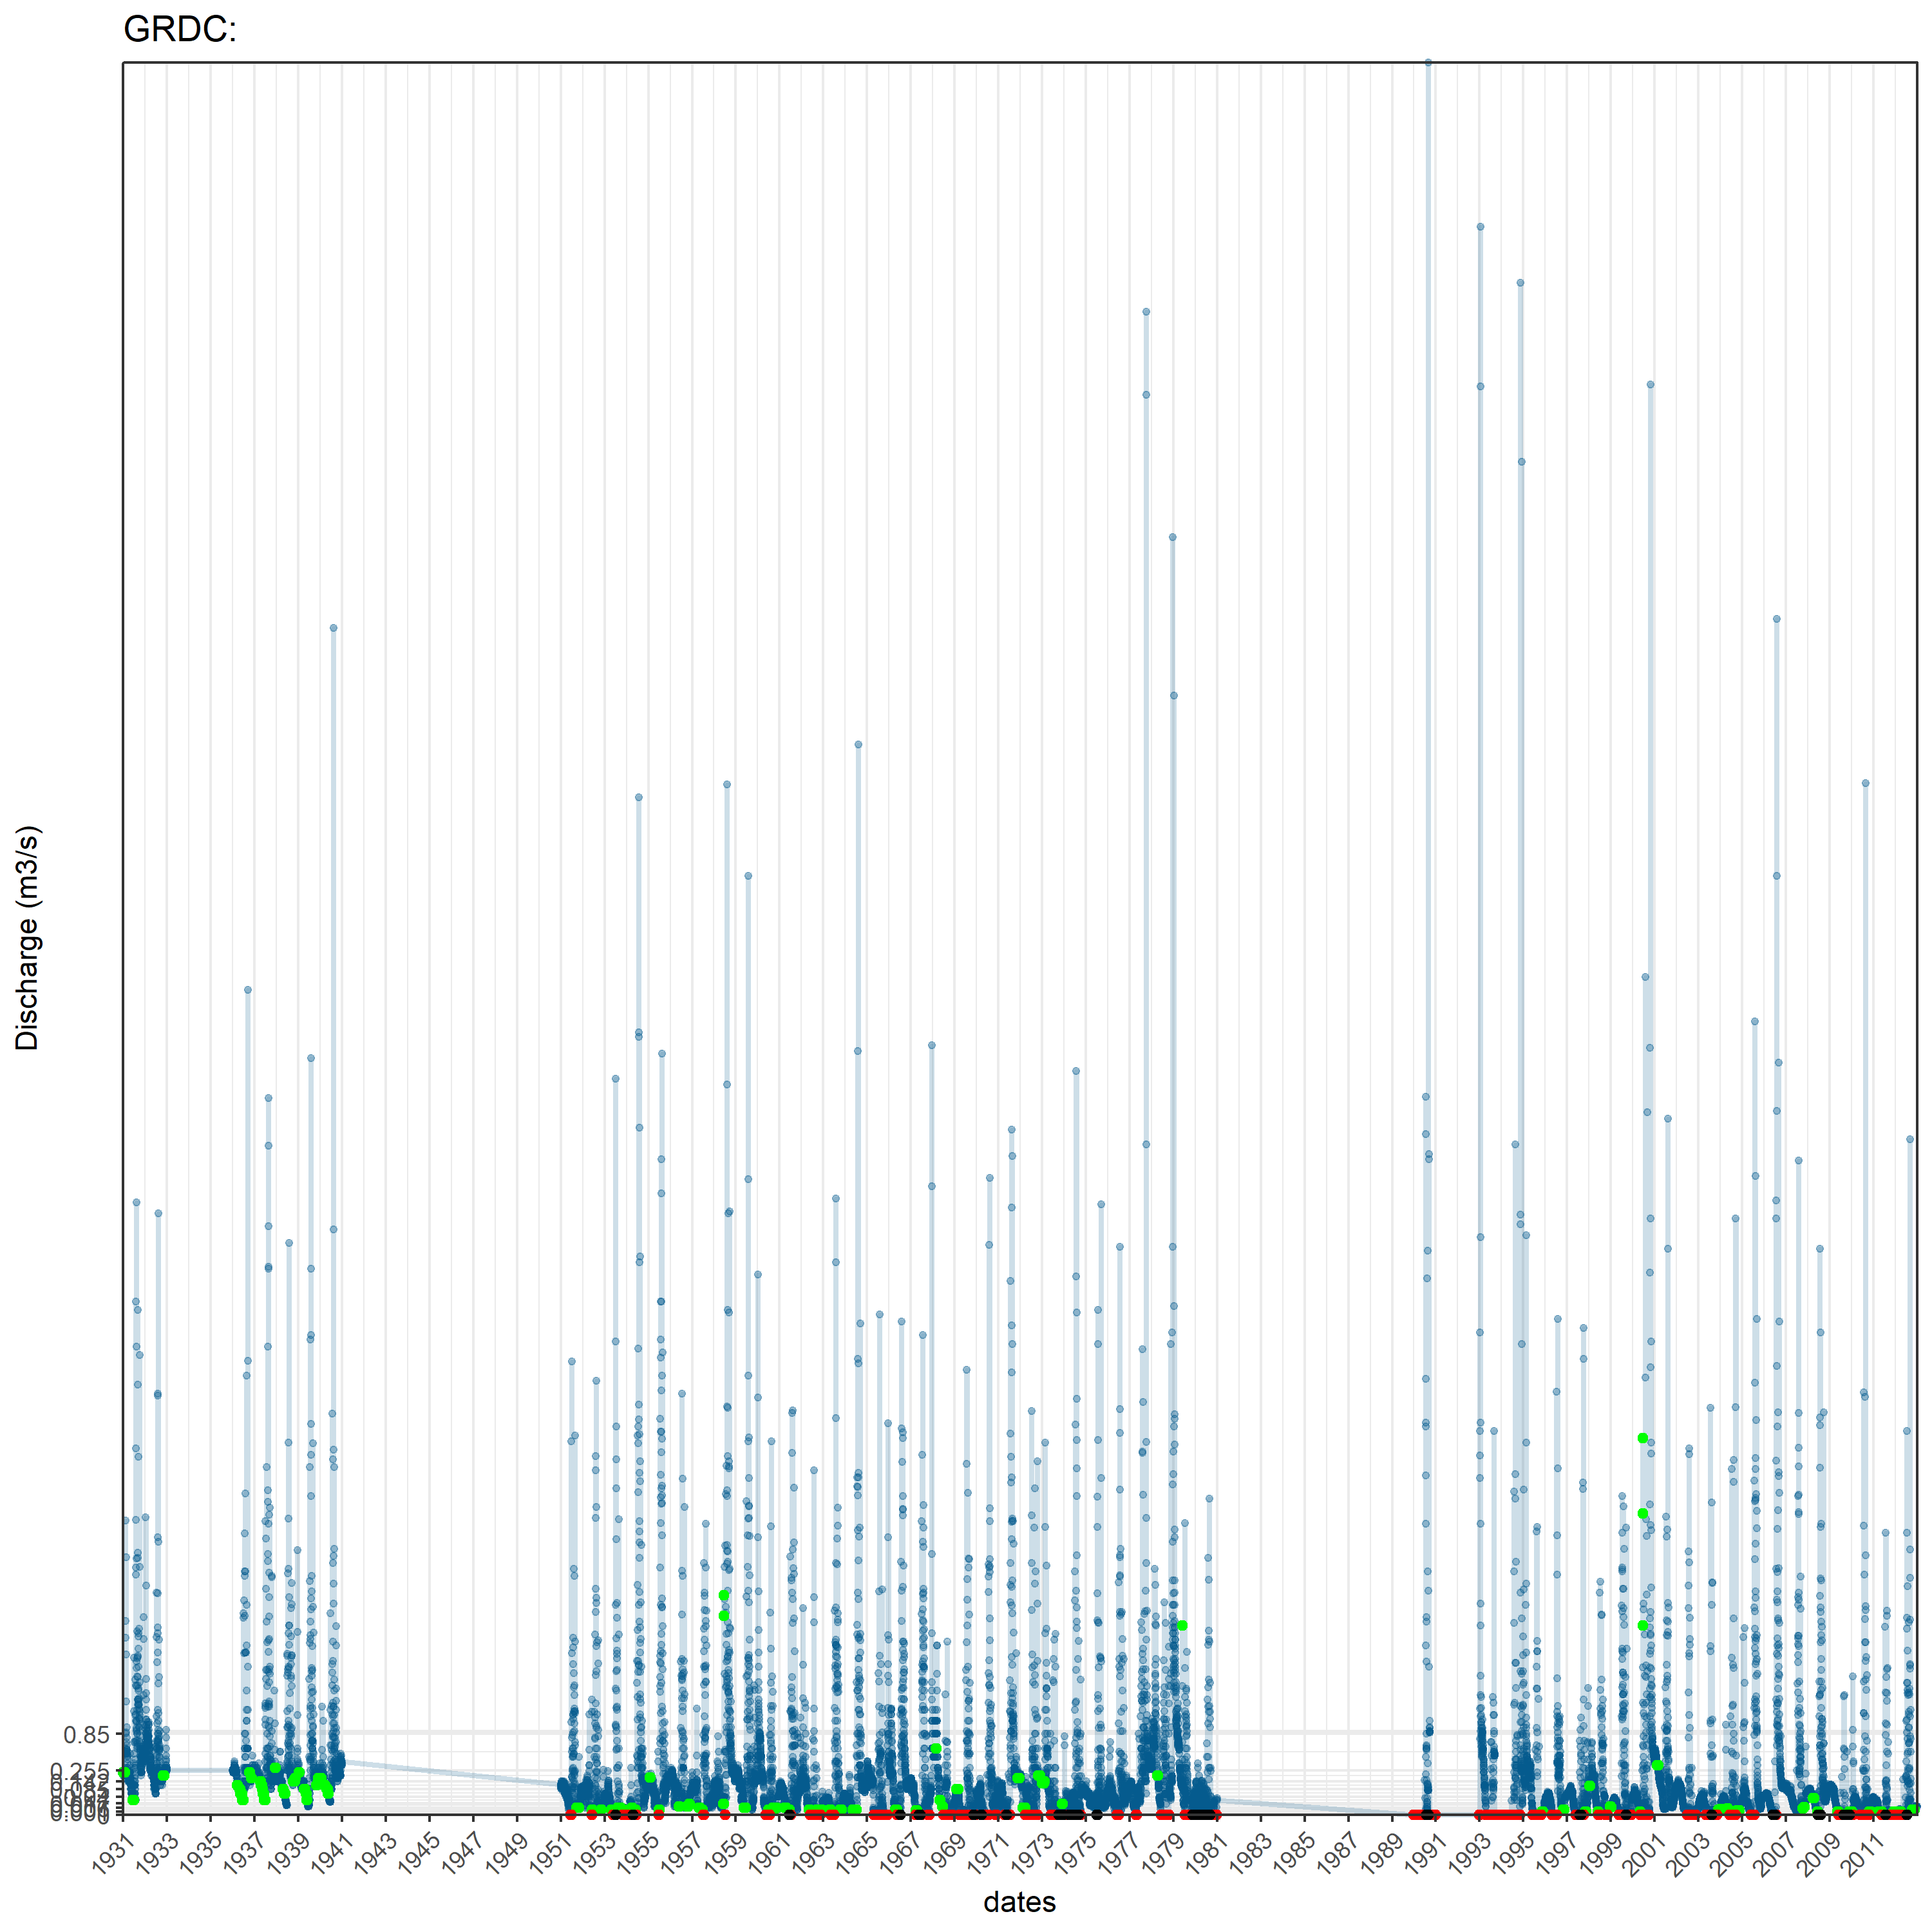 GRDC:
Discharge (m3/s)
0.85
0.255
0
1931 1933 1935 1937 1939 1941 1943 1945 1947 1949 1951 1953 1955 1957 1959 1961 1963 1965 1967 1969 1971 1973 1975 1977 1979 1981 1983 1985 1987 1989 1991 1993 1995 1997 1999 2001 2003 2005 2007 2009 2011
dates